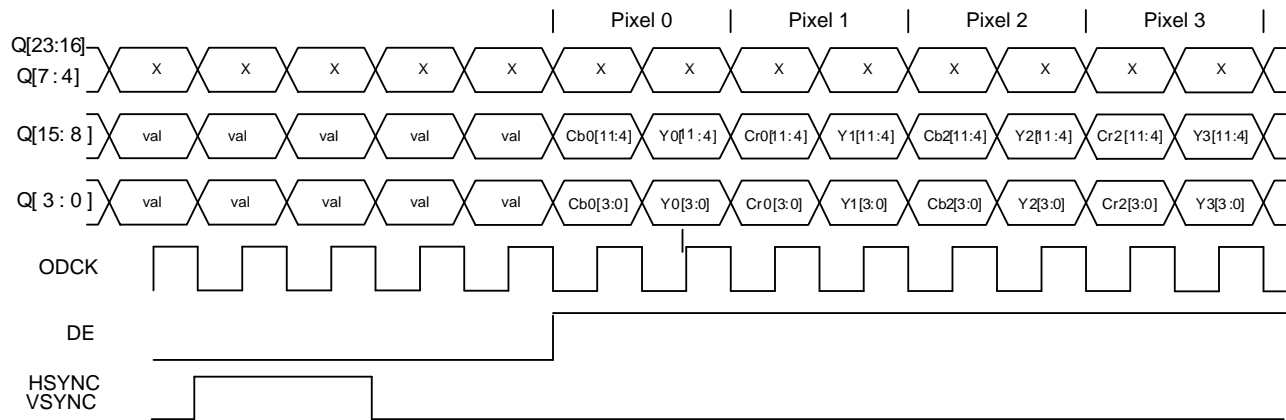 Pixel 0 Pixel 1 Pixel 2 Pixel 3
Q[23:16]
Q[7 : 4] X X X X X X X X X X X X X
Q[15: 8 ] val val val val val Cb0[11:4] Y0[11 :4] Cr0[11:4] Y1[11:4] Cb2[11:4] Y2[11:4] Cr2[11:4] Y3[11:4]
Q[ 3 : 0 ] val val val val val Cb0[3:0] Y0[3:0] Cr0[3:0] Y1[3:0] Cb2[3:0] Y2[3:0] Cr2[3:0] Y3[3:0]
ODCK
DE
HSYNC
VSYNC